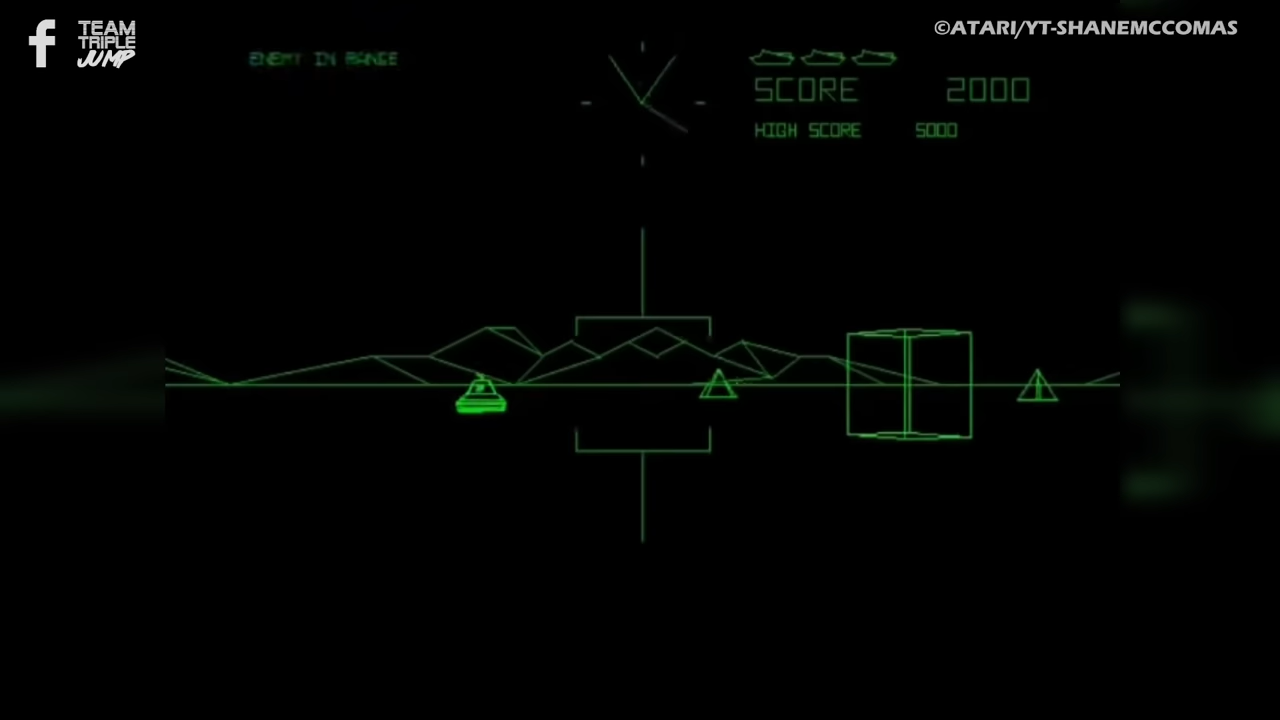 f TEAM
TRIPLE
JUMP
©ATARI/YT-SHANEMCCOMAS
ENEMY IN RANGE
SCORE 2000
HIGH SCORE 5000